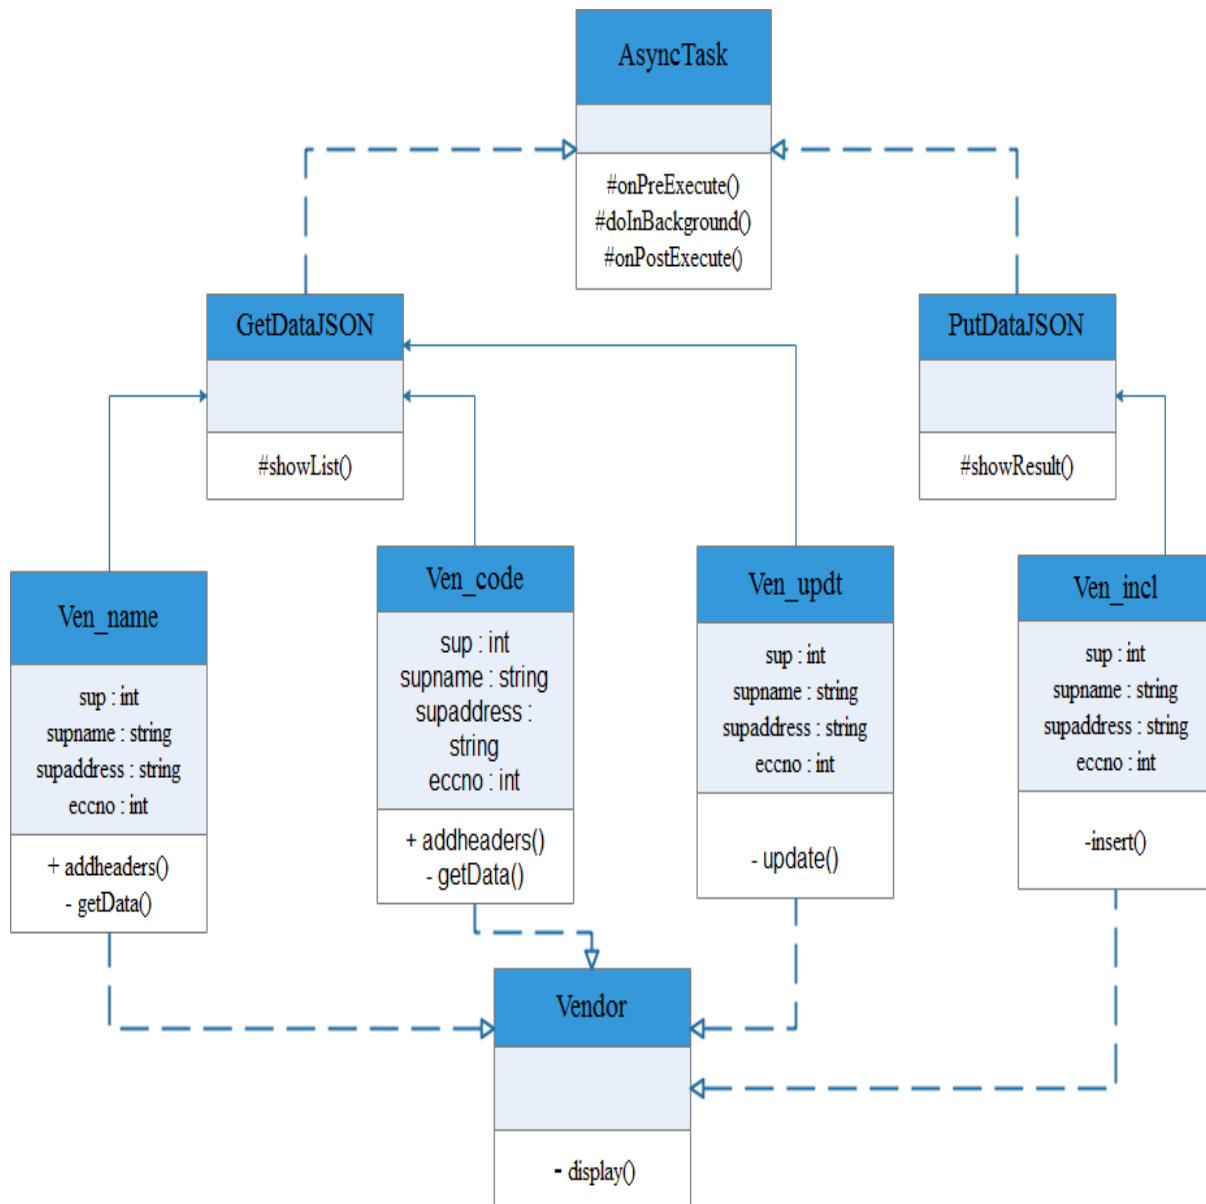 AsyncTask
#onPreExecute()
#doInBackground()
#onPostExecute()
GetDataJSON
#showList()
PutDataJSON
#showResult()
Ven_name
sup : int
supname : string
supaddress : string
eccno : int
+ addheaders()
- getData()
Ven_code
sup : int
supname : string
supaddress :
string
eccno : int
+ addheaders()
- getData()
Ven_updt
sup : int
supname : string
supaddress : string
eccno : int
- update()
Ven_incl
sup : int
supname : string
supaddress : string
eccno : int
-insert()
Vendor
- display()